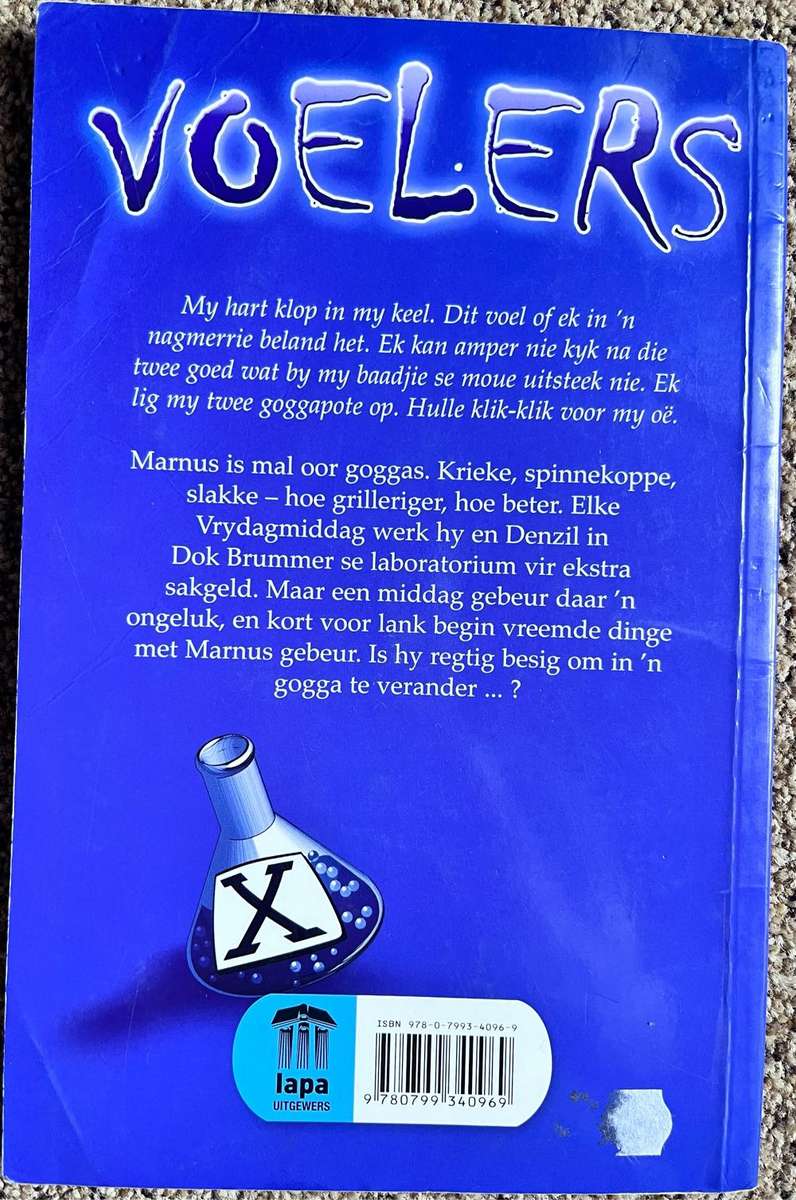 VOELERS
My hart klop in my keel. Dit voel of ek in ’n
nagmerrie beland het. Ek kan amper nie kyk na die
twee goed wat by my baadjie se moue uitsteek nie. Ek
lig my twee goggapote op. Hulle klik-klik voor my oë.
Marnus is mal oor goggas. Krieke, spinnekoppe,
slakke – hoe grilleriger, hoe beter. Elke
Vrydagmiddag werk hy en Denzil in
Dok Brummer se laboratorium vir ekstra
sakgeld. Maar een middag gebeur daar ’n
ongeluk, en kort voor lank begin vreemde dinge
met Marnus gebeur. Is hy regtig besig om in ’n
gogga te verander ... ?
X
ISBN 978-0-7993-4096-9
lapa
UITGEWERS
9 780799 340969